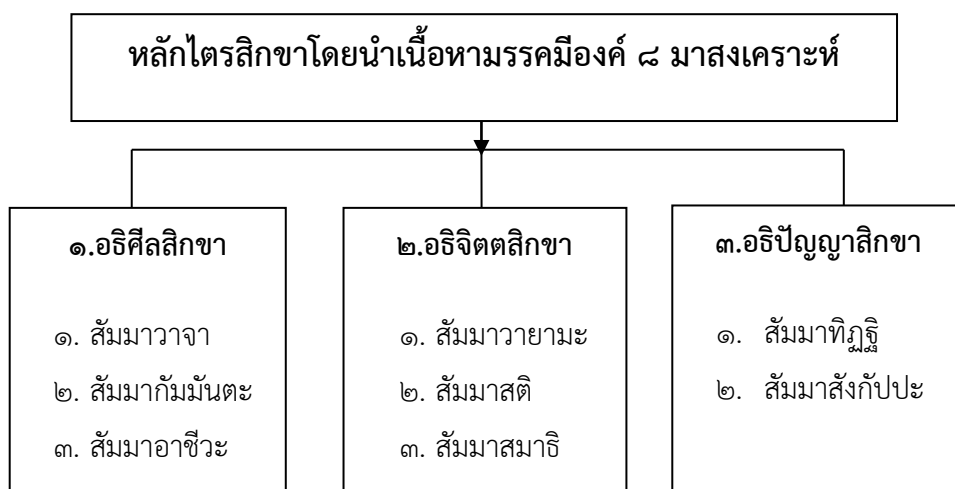 หลักไตรสิกขาโดยนำเนื้อหามรรคมีองค์ ๘ มาสงเคราะห์
๑.อธิศีลสิกขา
๑. สัมมาวาจา
๒. สัมมากัมมันตะ
๓. สัมมาอาชีวะ
๒.อธิจิตตสิกขา
๑. สัมมาวายามะ
๒. สัมมาสติ
๓. สัมมาสมาธิ
๓.อธิปัญญาสิกขา
๑. สัมมาทิฏฐิ
๒. สัมมาสังกัปปะ